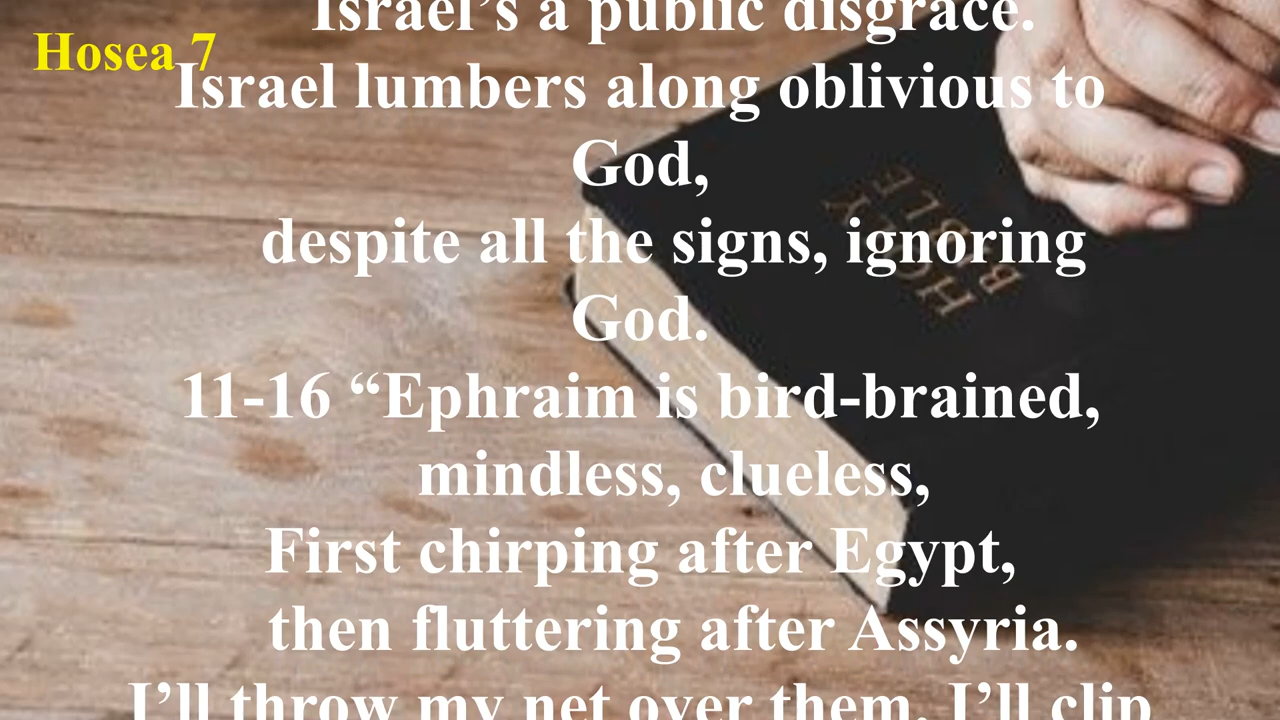 Israel’s a public disgrace.
Hosea 7
Israel lumbers along oblivious to
God,
despite all the signs, ignoring
God.
11-16 “Ephraim is bird-brained,
mindless, clueless,
First chirping after Egypt,
then fluttering after Assyria.
I’ll throw my net over them. I’ll clip
HOLY
BIBLE